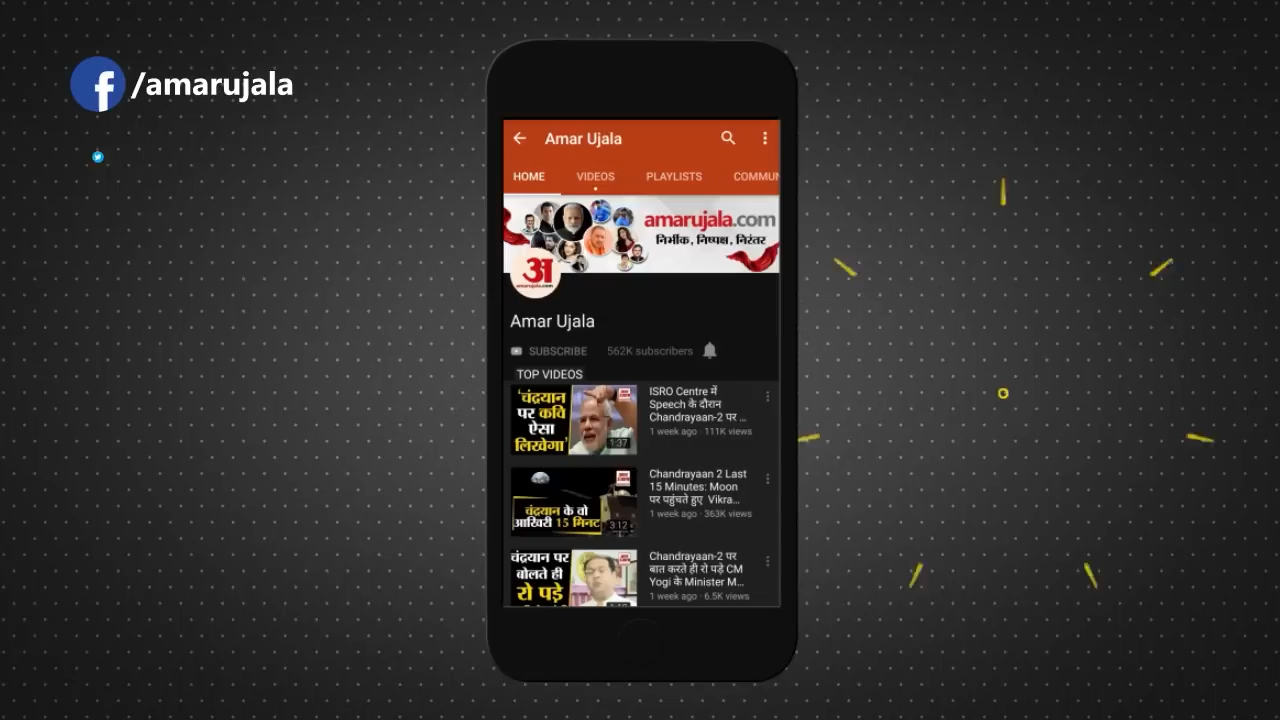 /amarujala
Amar Ujala
HOME VIDEOS PLAYLISTS COMMUN
amarujala.com
निर्भीक, निष्पक्ष, निरंतर
अ
amarujala.com
Amar Ujala
SUBSCRIBE 562K subscribers
TOP VIDEOS
'चंद्रयान
पर कवि
ऐसा
लिखेगा'
1:37
ISRO Centre में
Speech के दौरान
Chandrayaan-2 पर ...
1 week ago · 111K views
चंद्रयान के वो
आखिरी 15 मिनट
3:12
Chandrayaan 2 Last
15 Minutes: Moon
पर पहुंचते हुए Vikra...
1 week ago · 363K views
चंद्रयान पर
बोलते ही
रो पड़े
Chandrayaan-2 पर
बात करते ही रो पड़े CM
Yogi के Minister M...
1 week ago · 6.5K views